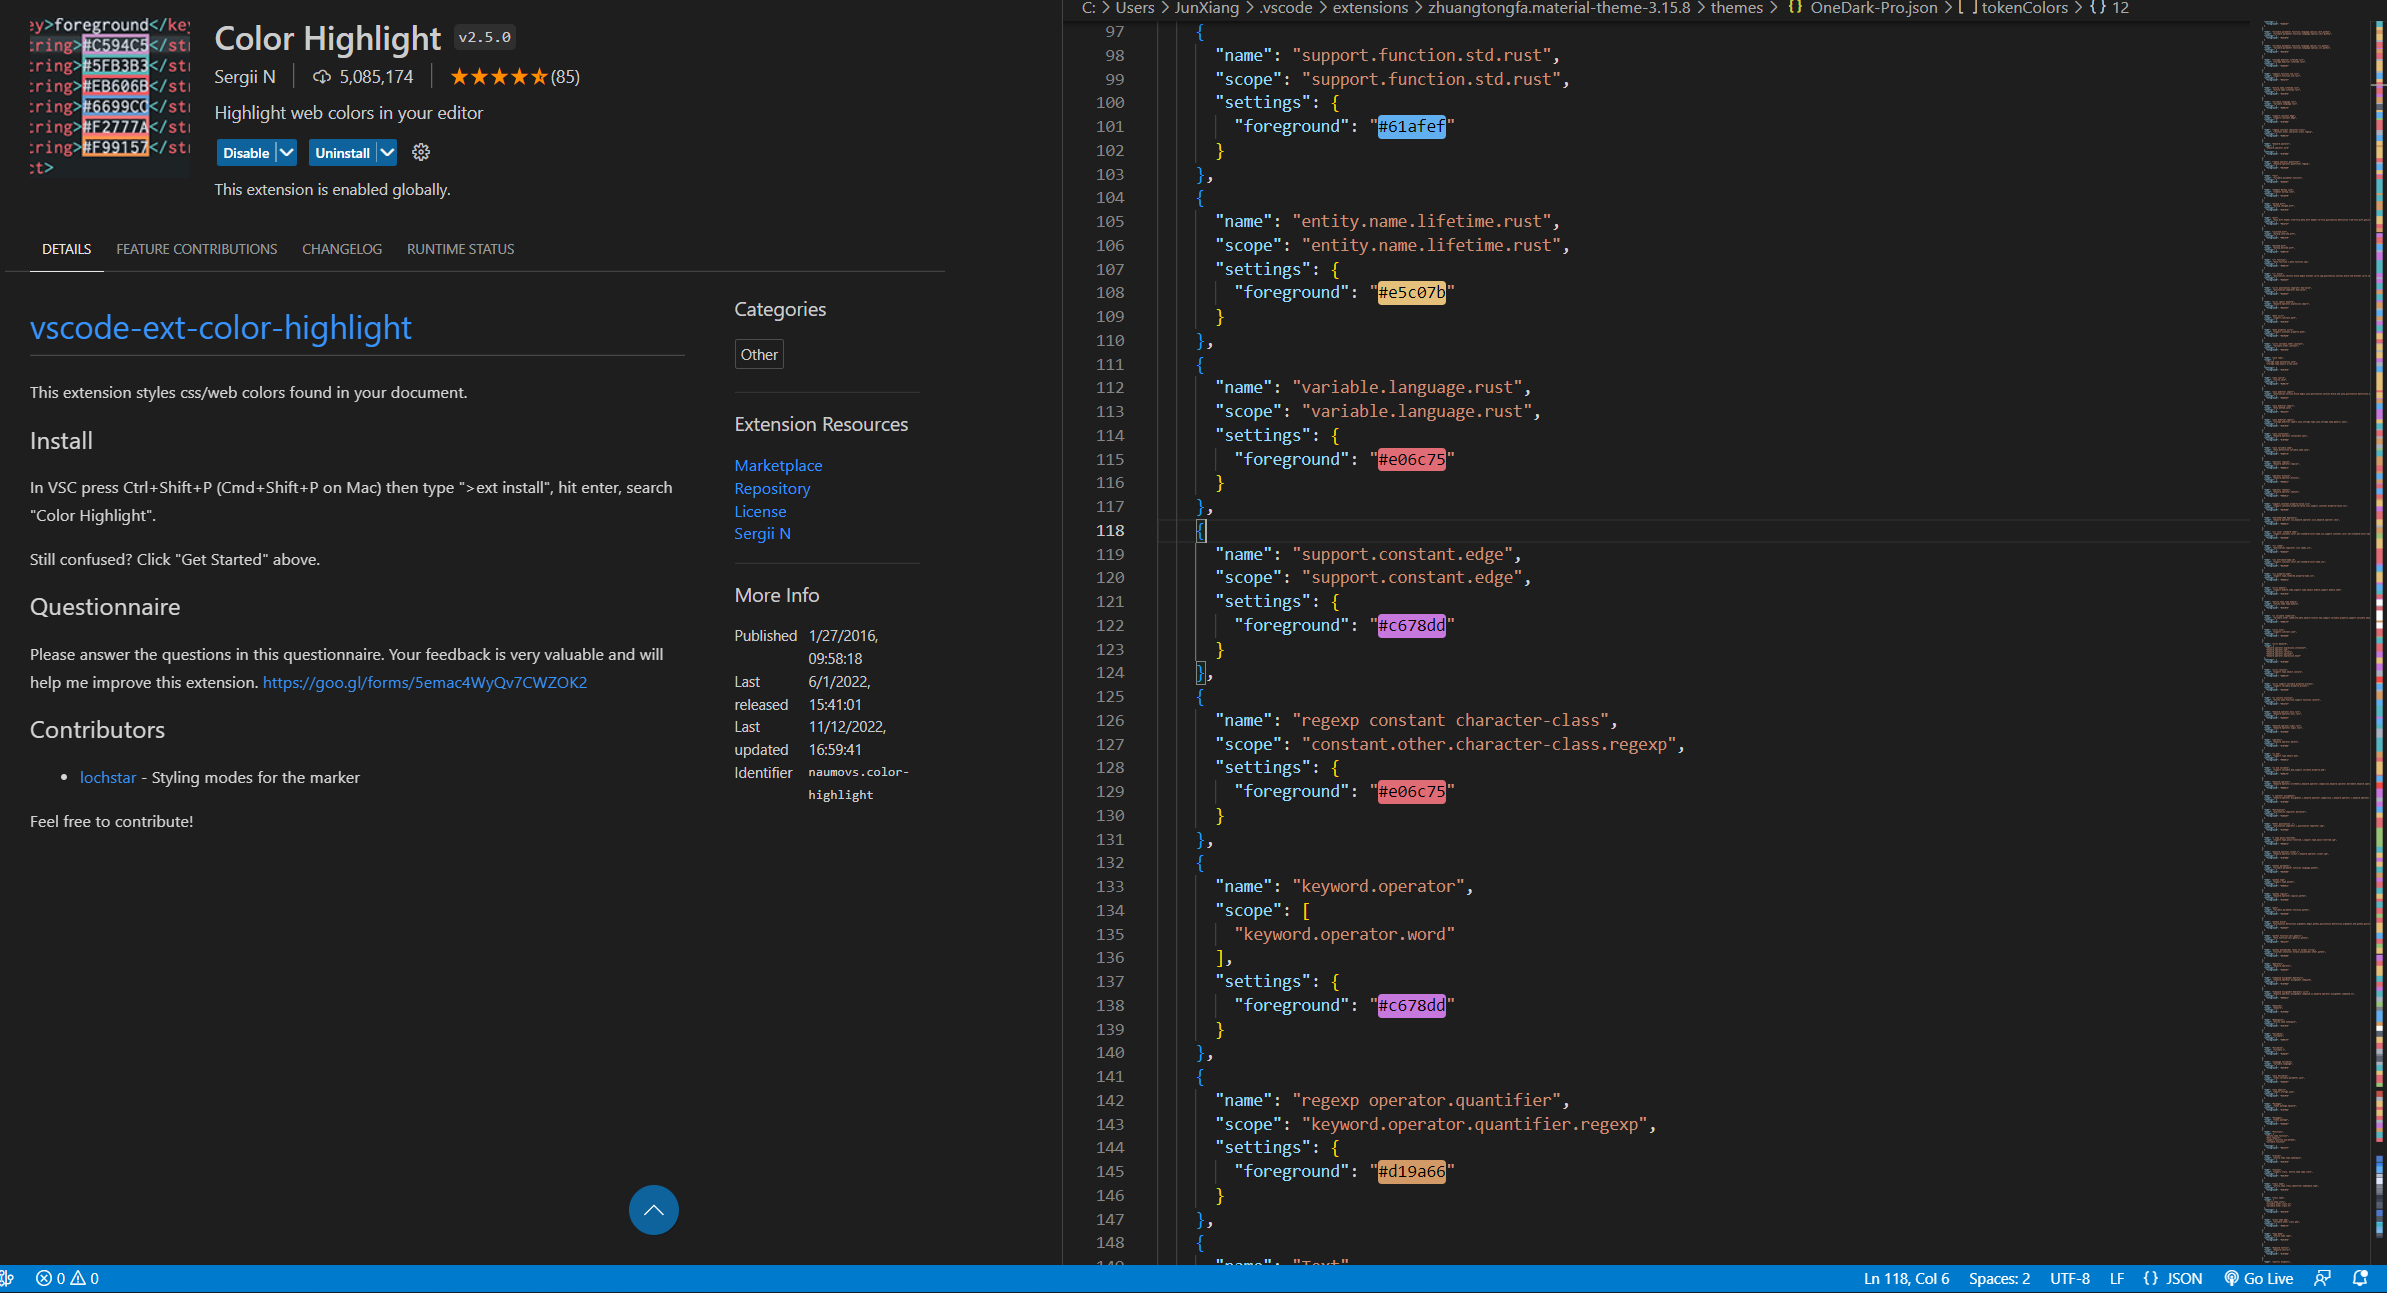 ey>foreground</key
tring>#C594C5</str
cring>#5FB3B3</str
ring>#EB606B</str
ring>#6699CC</str
ring>#F2777A</str
tring>#F99157</str
ct>
Color Highlight v2.5.0
Sergii N 5,085,174 (85)
Highlight web colors in your editor
Disable Uninstall
This extension is enabled globally.
DETAILS FEATURE CONTRIBUTIONS CHANGELOG RUNTIME STATUS
vscode-ext-color-highlight
This extension styles css/web colors found in your document.
Install
In VSC press Ctrl+Shift+P (Cmd+Shift+P on Mac) then type ">ext install", hit enter, search
"Color Highlight".
Still confused? Click "Get Started" above.
Questionnaire
Please answer the questions in this questionnaire. Your feedback is very valuable and will
help me improve this extension. https://goo.gl/forms/5emac4WyQv7CWZOK2
Contributors
• lochstar - Styling modes for the marker
Feel free to contribute!
Categories
Other
Extension Resources
Marketplace
Repository
License
Sergii N
More Info
Published 1/27/2016,
09:58:18
Last 6/1/2022,
released 15:41:01
Last 11/12/2022,
updated 16:59:41
Identifier naumovs.color-
highlight
C: > Users > JunXiang > .vscode > extensions > zhuangtongfa.material-theme-3.15.8 > themes > {} OneDark-Pro.json > [ ] tokenColors > {} 12
97 {
98 "name": "support.function.std.rust",
99 "scope": "support.function.std.rust",
100 "settings": {
101 "foreground": "#61afef"
102 }
103 },
104 {
105 "name": "entity.name.lifetime.rust",
106 "scope": "entity.name.lifetime.rust",
107 "settings": {
108 "foreground": "#e5c07b"
109 }
110 },
111 {
112 "name": "variable.language.rust",
113 "scope": "variable.language.rust",
114 "settings": {
115 "foreground": "#e06c75"
116 }
117 },
118 {
119 "name": "support.constant.edge",
120 "scope": "support.constant.edge",
121 "settings": {
122 "foreground": "#c678dd"
123 }
124 },
125 {
126 "name": "regexp constant character-class",
127 "scope": "constant.other.character-class.regexp",
128 "settings": {
129 "foreground": "#e06c75"
130 }
131 },
132 {
133 "name": "keyword.operator",
134 "scope": [
135 "keyword.operator.word"
136 ],
137 "settings": {
138 "foreground": "#c678dd"
139 }
140 },
141 {
142 "name": "regexp operator.quantifier",
143 "scope": "keyword.operator.quantifier.regexp",
144 "settings": {
145 "foreground": "#d19a66"
146 }
147 },
148 {
149 "name": "Text"
0 0 Ln 118, Col 6 Spaces: 2 UTF-8 LF {} JSON Go Live